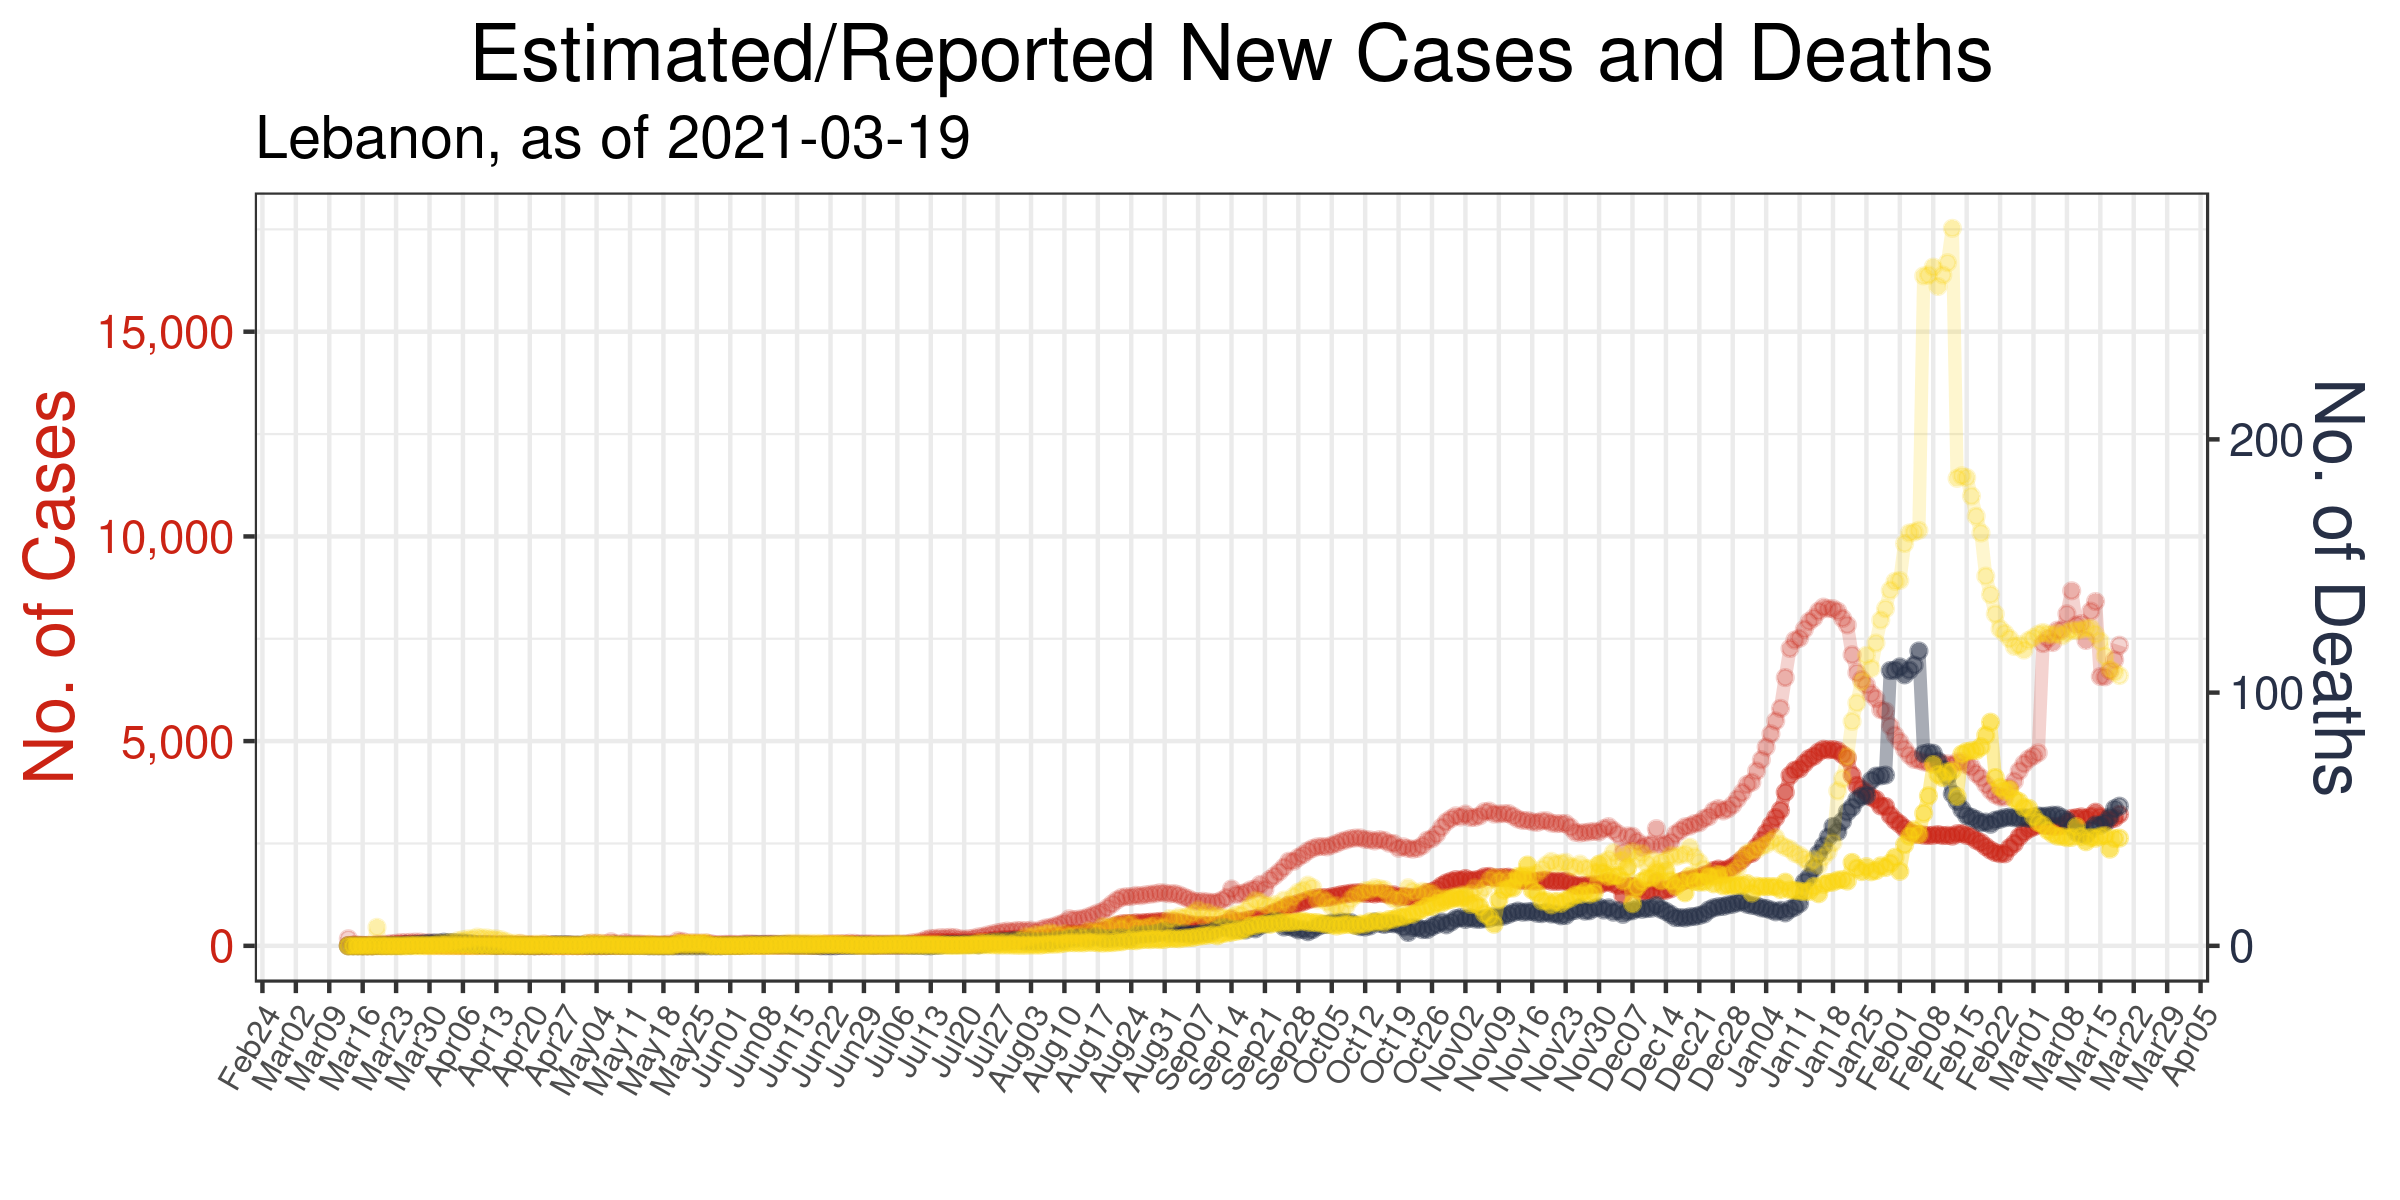 Estimated/Reported New Cases and Deaths
Lebanon, as of 2021-03-19
No. of Cases
15,000
10,000
5,000
0
200
100
0
No. of Deaths
Feb24
Mar02
Mar09
Mar16
Mar23
Mar30
Apr06
Apr13
Apr20
Apr27
May04
May11
May18
May25
Jun01
Jun08
Jun15
Jun22
Jun29
Jul06
Jul13
Jul20
Jul27
Aug03
Aug10
Aug17
Aug24
Aug31
Sep07
Sep14
Sep21
Sep28
Oct05
Oct12
Oct19
Oct26
Nov02
Nov09
Nov16
Nov23
Nov30
Dec07
Dec14
Dec21
Dec28
Dec04
Jan11
Jan18
Jan25
Feb01
Feb08
Feb15
Feb22
Mar01
Mar08
Mar15
Mar22
Mar29
Apr05